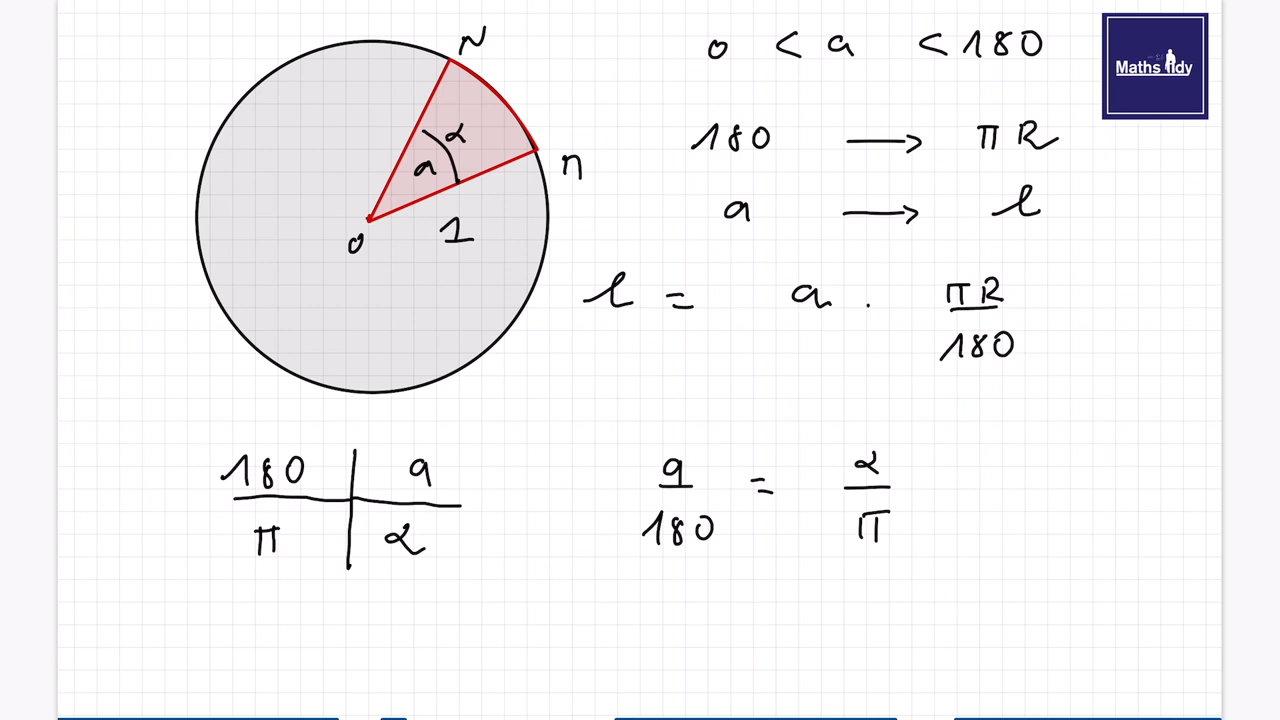 N
0 < a < 180
Maths tidy
180 → πR
α
a
M
a → l
O
1
l = a . πR/180
180 | a
π | α
a/180 = α/π